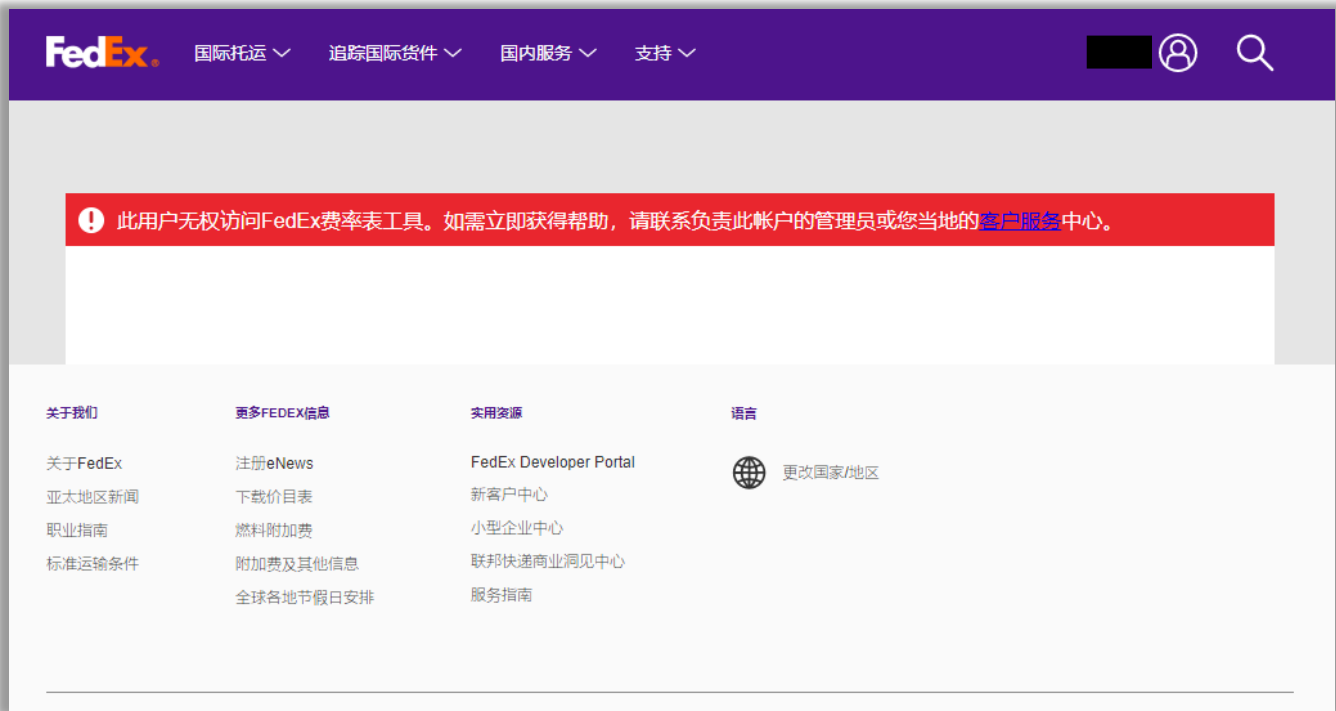 FedEx® 国际托运 追踪国际货件 国内服务 支持
此用户无权访问FedEx费率表工具。如需立即获得帮助，请联系负责此帐户的管理员或您当地的客户服务中心。
关于我们
关于FedEx
亚太地区新闻
职业指南
标准运输条件
更多FEDEX信息
注册eNews
下载价目表
燃料附加费
附加费及其他信息
全球各地节假日安排
实用资源
FedEx Developer Portal
新客户中心
小型企业中心
联邦快递商业洞见中心
服务指南
语言
更改国家/地区